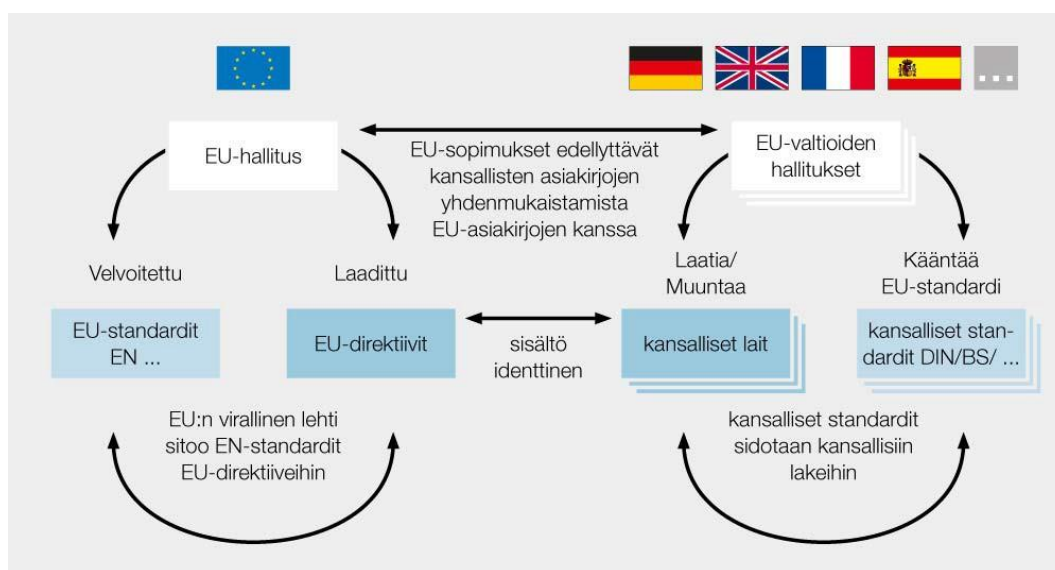 ...
EU-hallitus
EU-sopimukset edellyttävät
kansallisten asiakirjojen
yhdenmukaistamista
EU-asiakirjojen kanssa
EU-valtioiden
hallitukset
Velvoitettu
Laadittu
Laatia/
Muuntaa
Kääntää
EU-standardi
EU-standardit
EN ...
EU-direktiivit
sisältö
identtinen
kansalliset lait
kansalliset stan-
dardit DIN/BS/ ...
EU:n virallinen lehti
sitoo EN-standardit
EU-direktiiveihin
kansalliset standardit
sidotaan kansallisiin
lakeihin